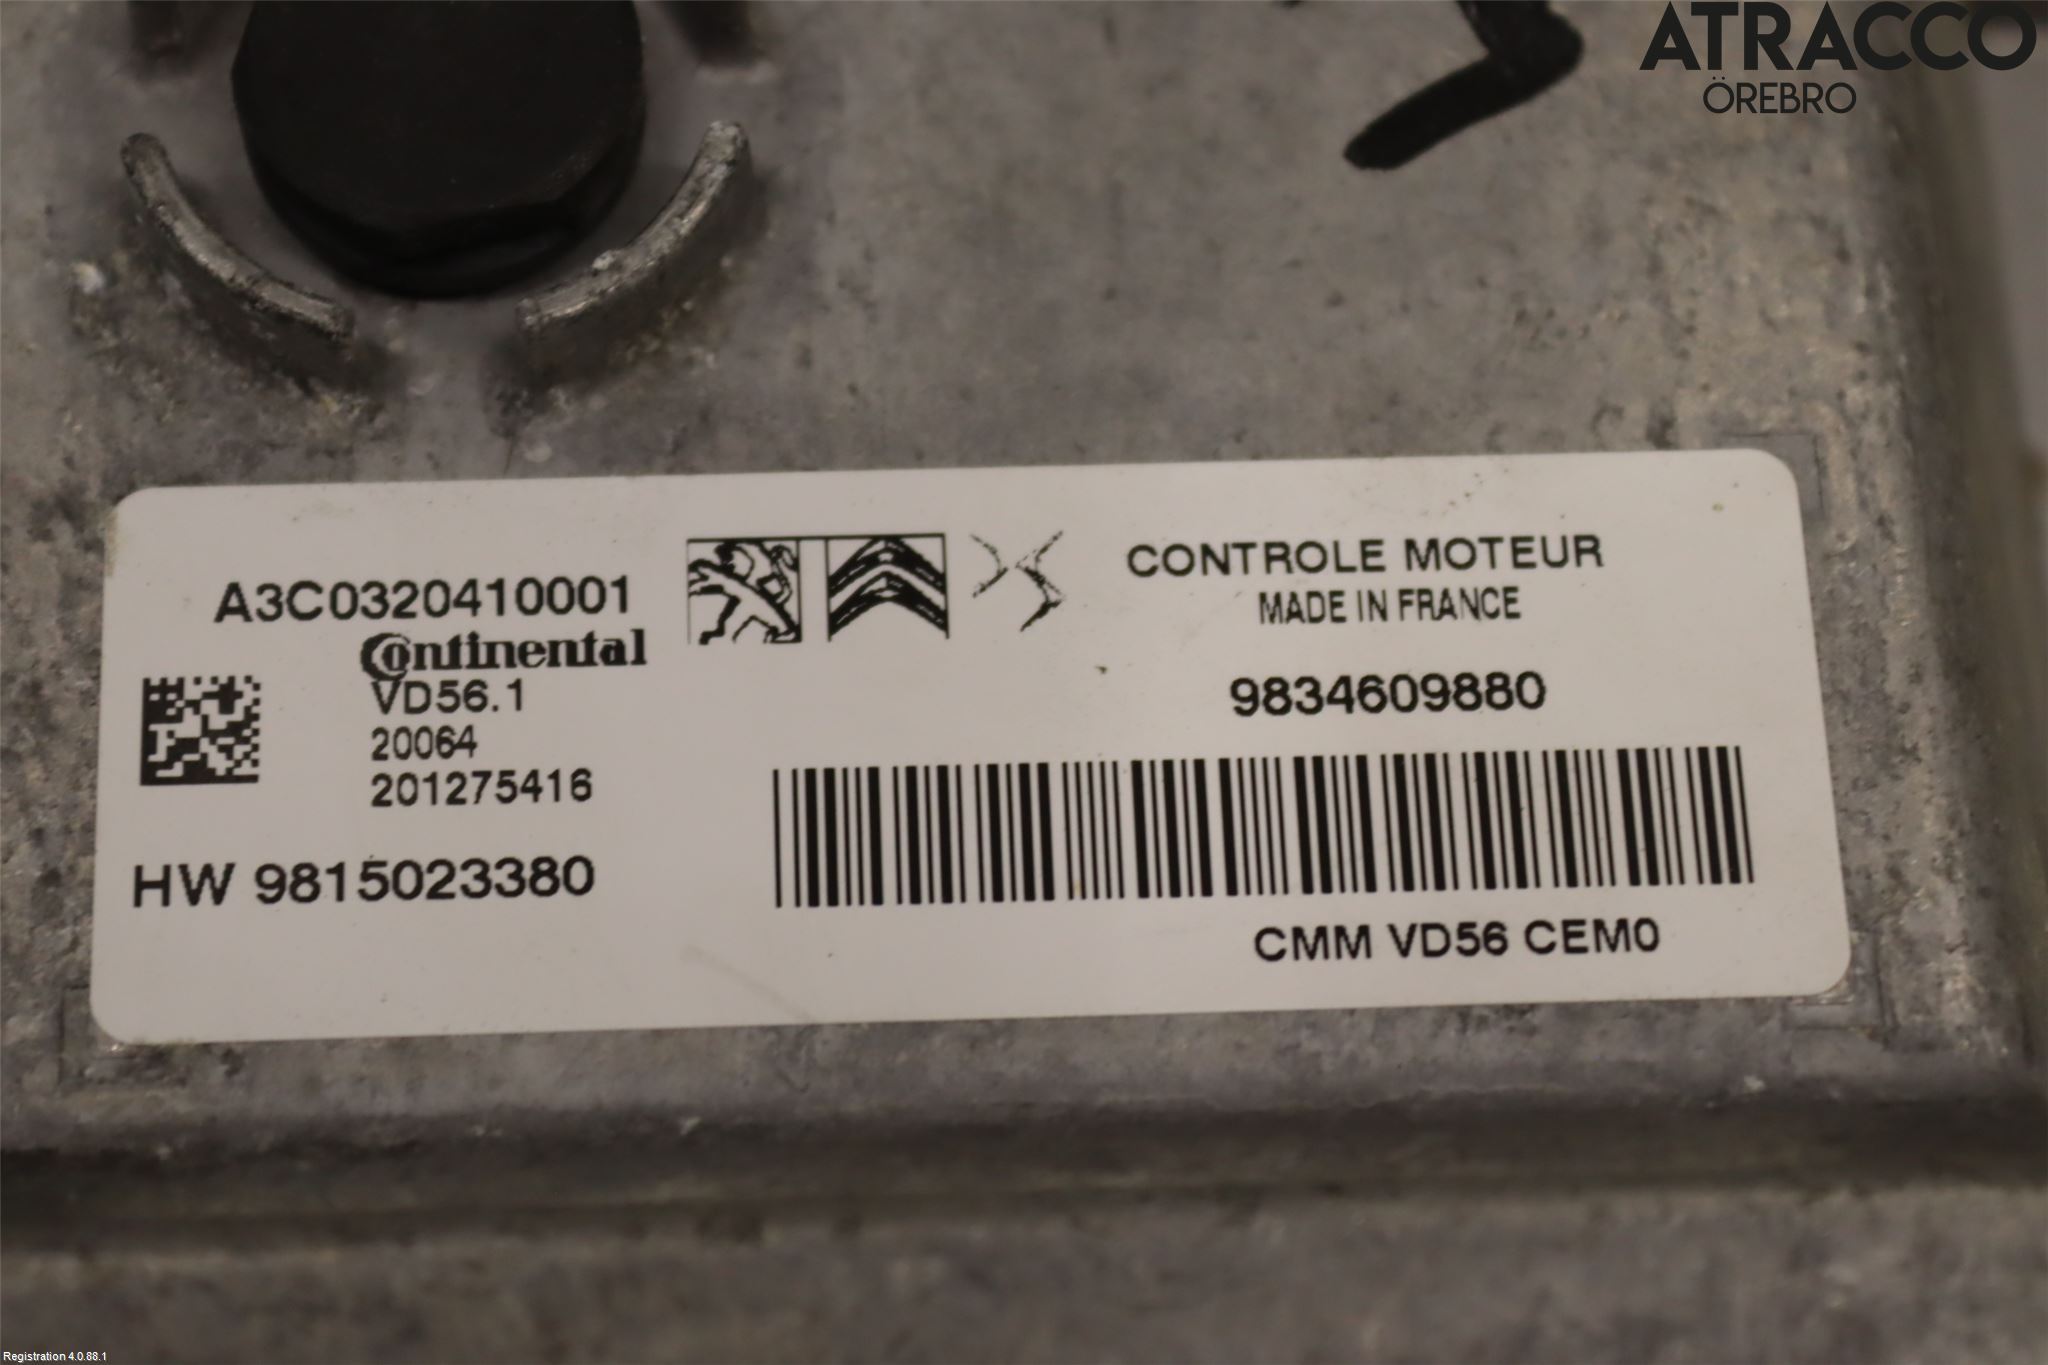 ATRACCO
ÖREBRO
A3C0320410001
Continental
VD56.1
20064
201275416
HW 9815023380
CONTROLE MOTEUR
MADE IN FRANCE
9834609880
CMM VD56 CEM0
Registration 4.0.88.1